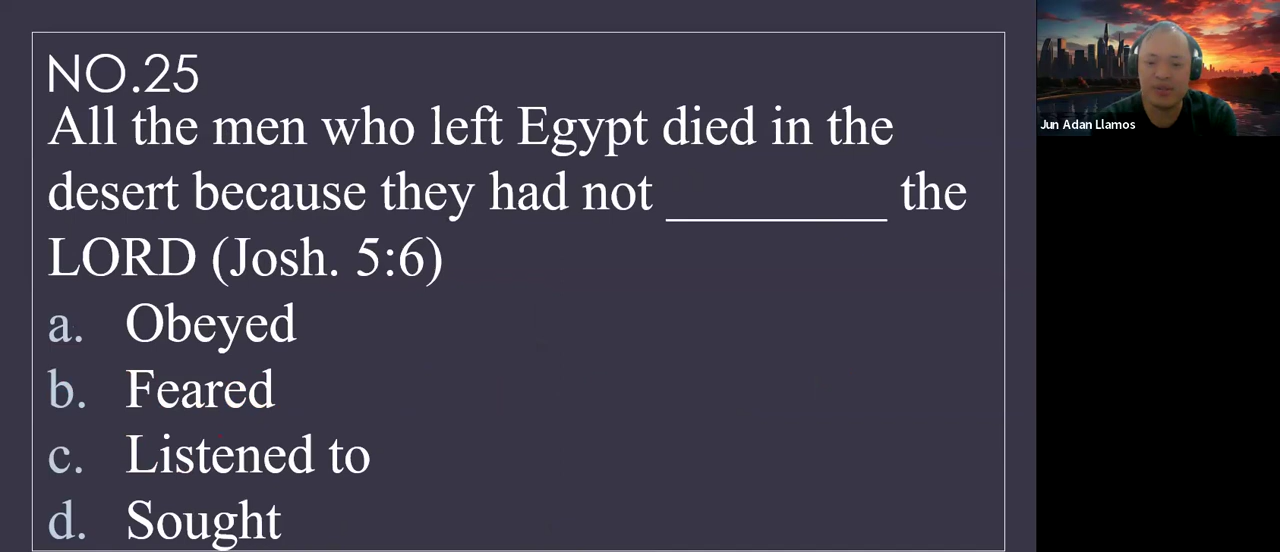 NO.25
All the men who left Egypt died in the
desert because they had not ________ the
LORD (Josh. 5:6)
a. Obeyed
b. Feared
c. Listened to
d. Sought
Jun Adan Llamos